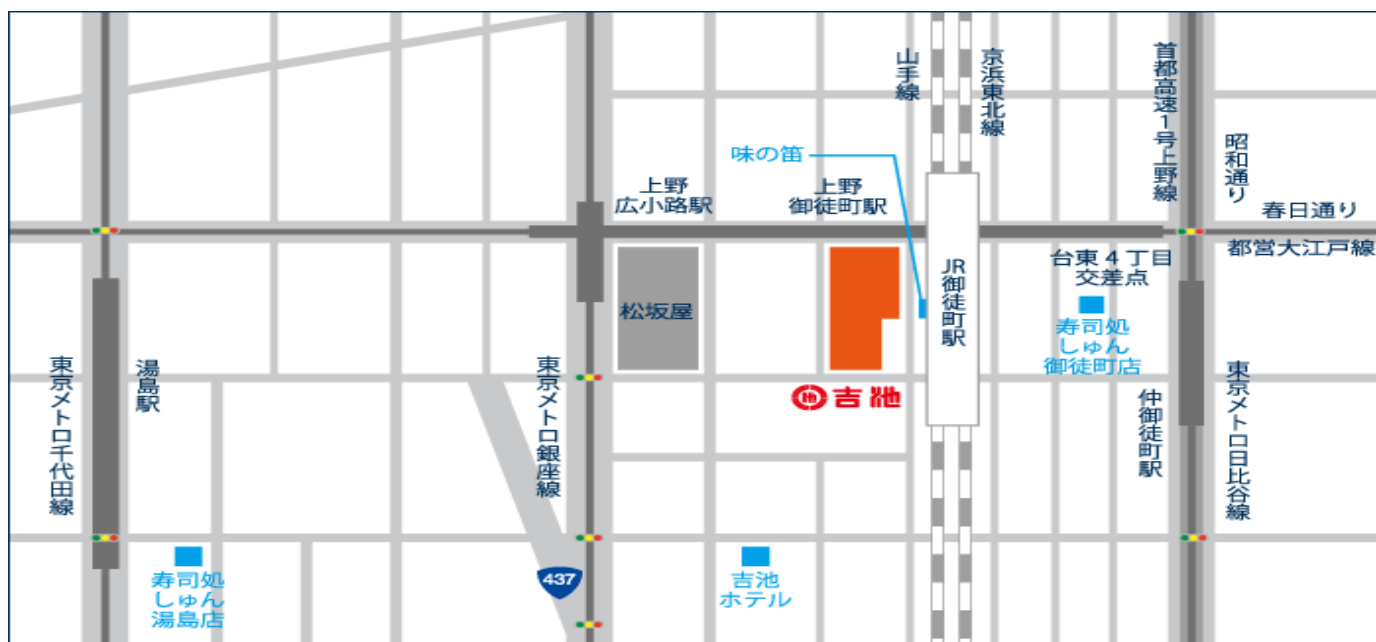 山手線
京浜東北線
首都高速1号上野線
昭和通り
味の笛
上野
広小路駅
上野
御徒町駅
春日通り
都営大江戸線
台東4丁目
交差点
JR御徒町駅
松坂屋
寿司処
しゅん
御徒町店
東京メトロ千代田線
湯島駅
東京メトロ銀座線
吉池
仲御徒町駅
東京メトロ日比谷線
437
寿司処
しゅん
湯島店
吉池
ホテル